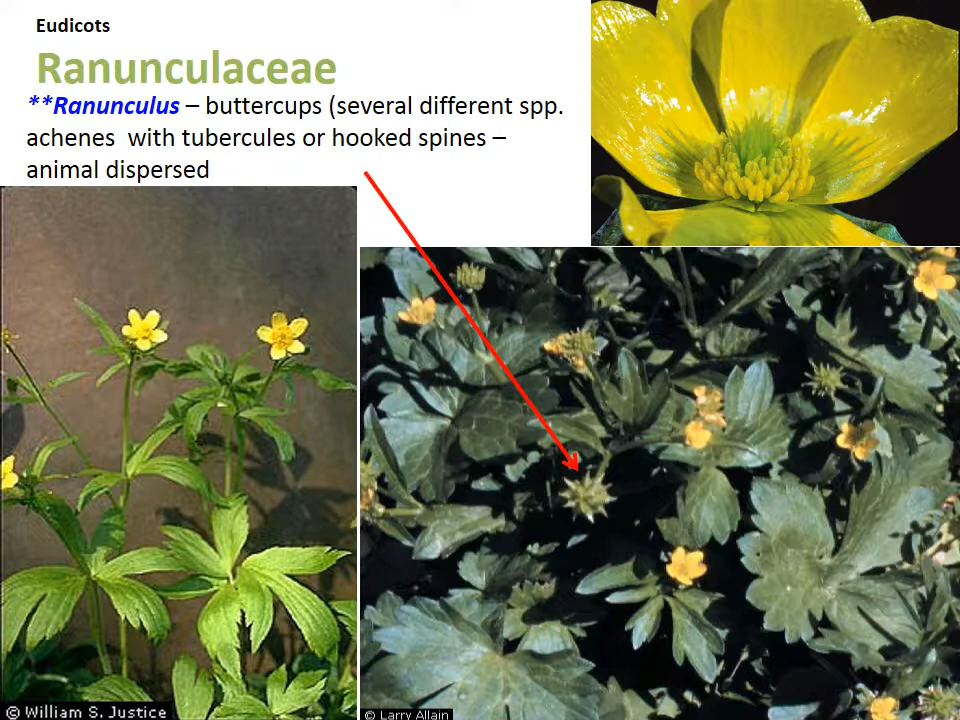 Eudicots
Ranunculaceae
**Ranunculus – buttercups (several different spp.
achenes  with tubercules or hooked spines –
animal dispersed
© William S. Justice
© Larry Allain